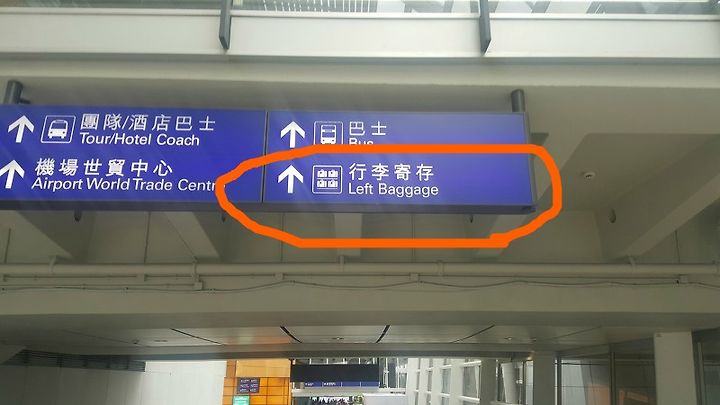 團隊/酒店巴士
Tour/Hotel Coach
機場世貿中心
Airport World Trade Centr
巴士
Bus
行李寄存
Left Baggage